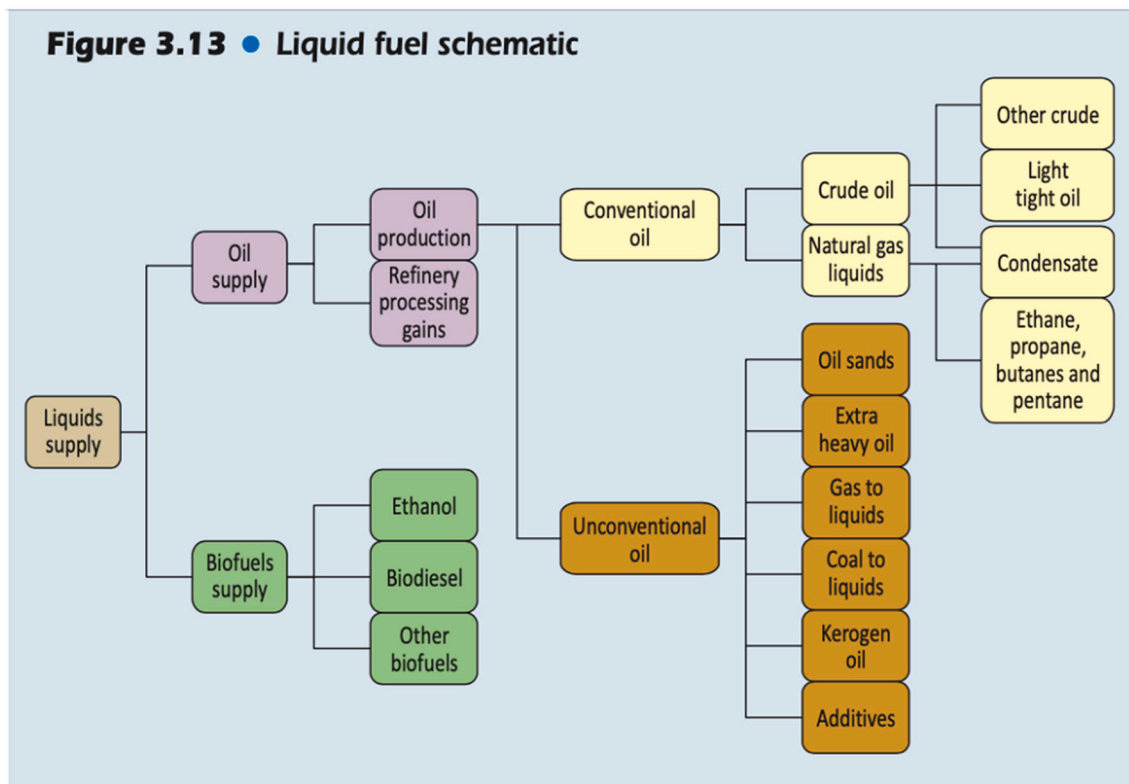 Figure 3.13 • Liquid fuel schematic
Liquids
supply
Oil
supply
Biofuels
supply
Oil
production
Refinery
processing
gains
Ethanol
Biodiesel
Other
biofuels
Conventional
oil
Unconventional
oil
Crude oil
Natural gas
liquids
Oil sands
Extra
heavy oil
Gas to
liquids
Coal to
liquids
Kerogen
oil
Additives
Other crude
Light
tight oil
Condensate
Ethane,
propane,
butanes and
pentane